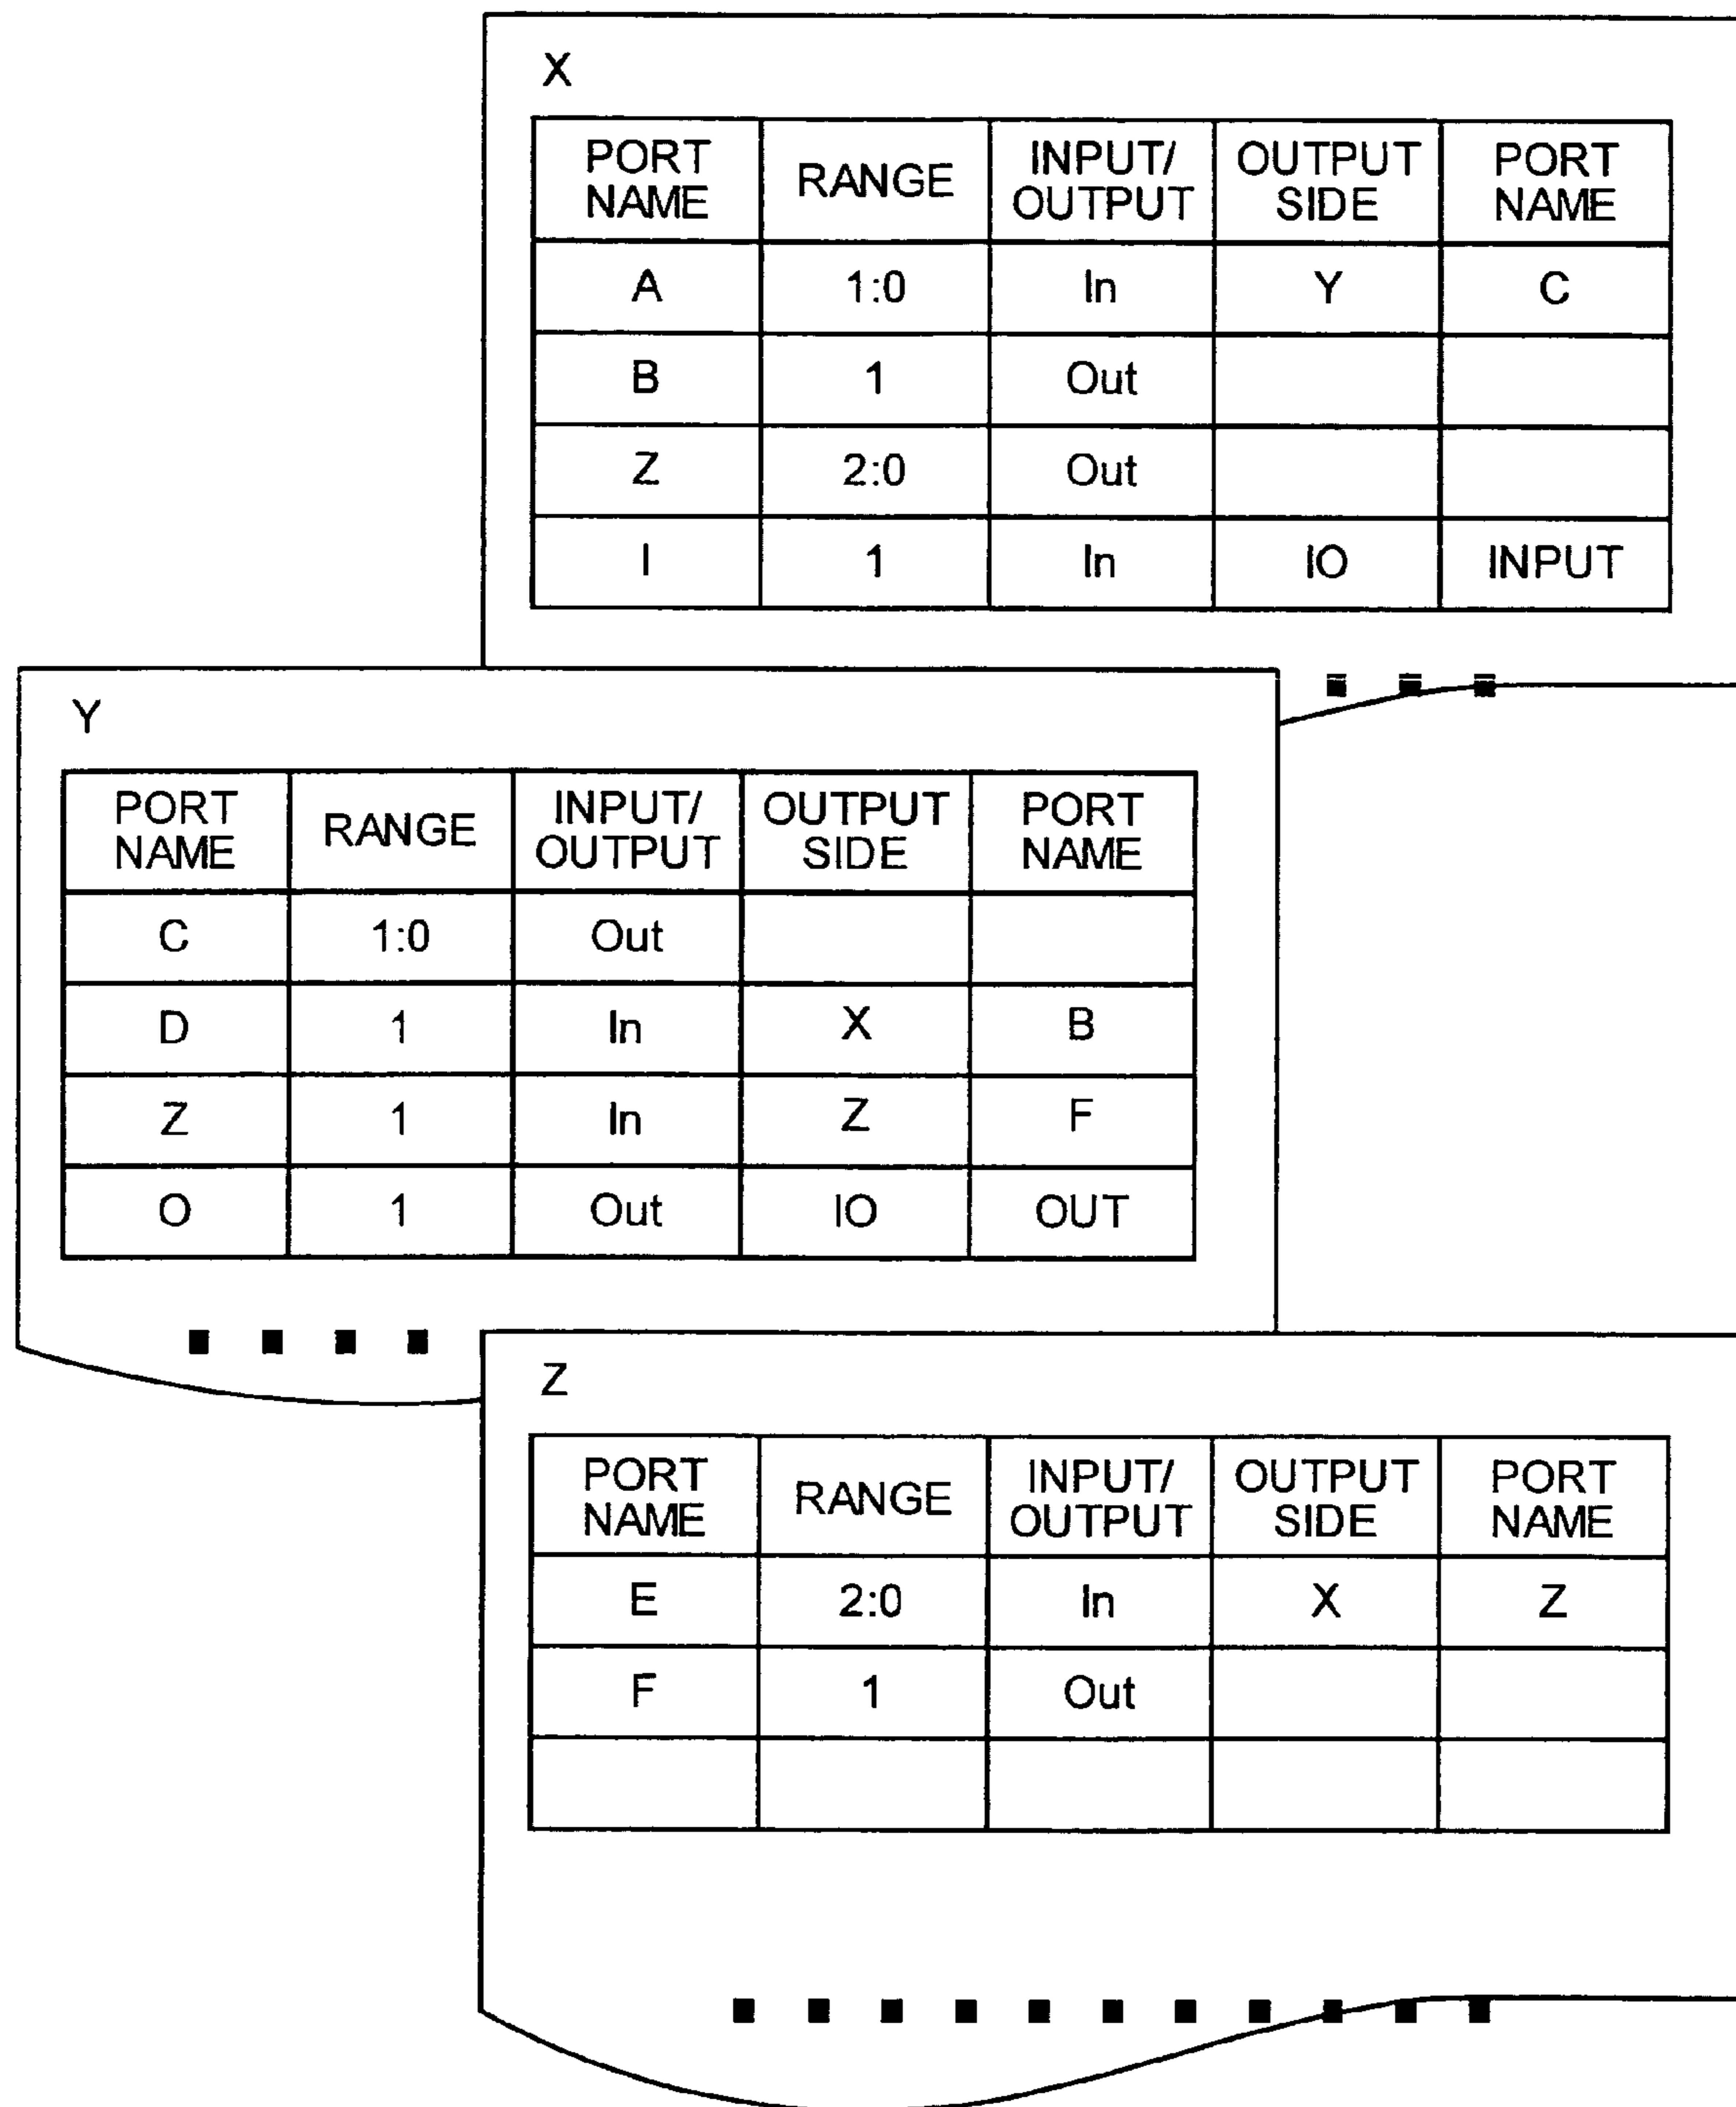 X
PORT NAME RANGE INPUT/ OUTPUT OUTPUT SIDE PORT NAME
A 1:0 In Y C
B 1 Out
Z 2:0 Out
I 1 In IO INPUT
Y
PORT NAME RANGE INPUT/ OUTPUT OUTPUT SIDE PORT NAME
C 1:0 Out
D 1 In X B
Z 1 In Z F
O 1 Out IO OUT
Z
PORT NAME RANGE INPUT/ OUTPUT OUTPUT SIDE PORT NAME
E 2:0 In X Z
F 1 Out